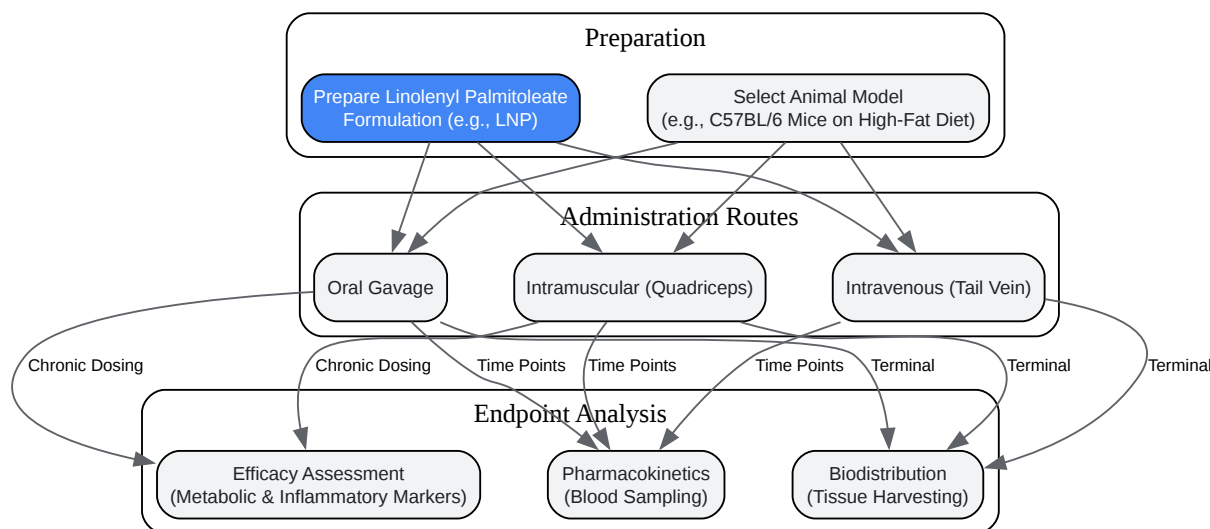 Preparation
Prepare Linolenyl Palmitoleate
Formulation (e.g., LNP)
Select Animal Model
(e.g., C57BL/6 Mice on High-Fat Diet)
Administration Routes
Oral Gavage
Intramuscular (Quadriceps)
Intravenous (Tail Vein)
Chronic Dosing
Chronic Dosing
Time Points
Time Points
Time Points
Terminal
Terminal
Terminal
Endpoint Analysis
Efficacy Assessment
(Metabolic & Inflammatory Markers)
Pharmacokinetics
(Blood Sampling)
Biodistribution
(Tissue Harvesting)